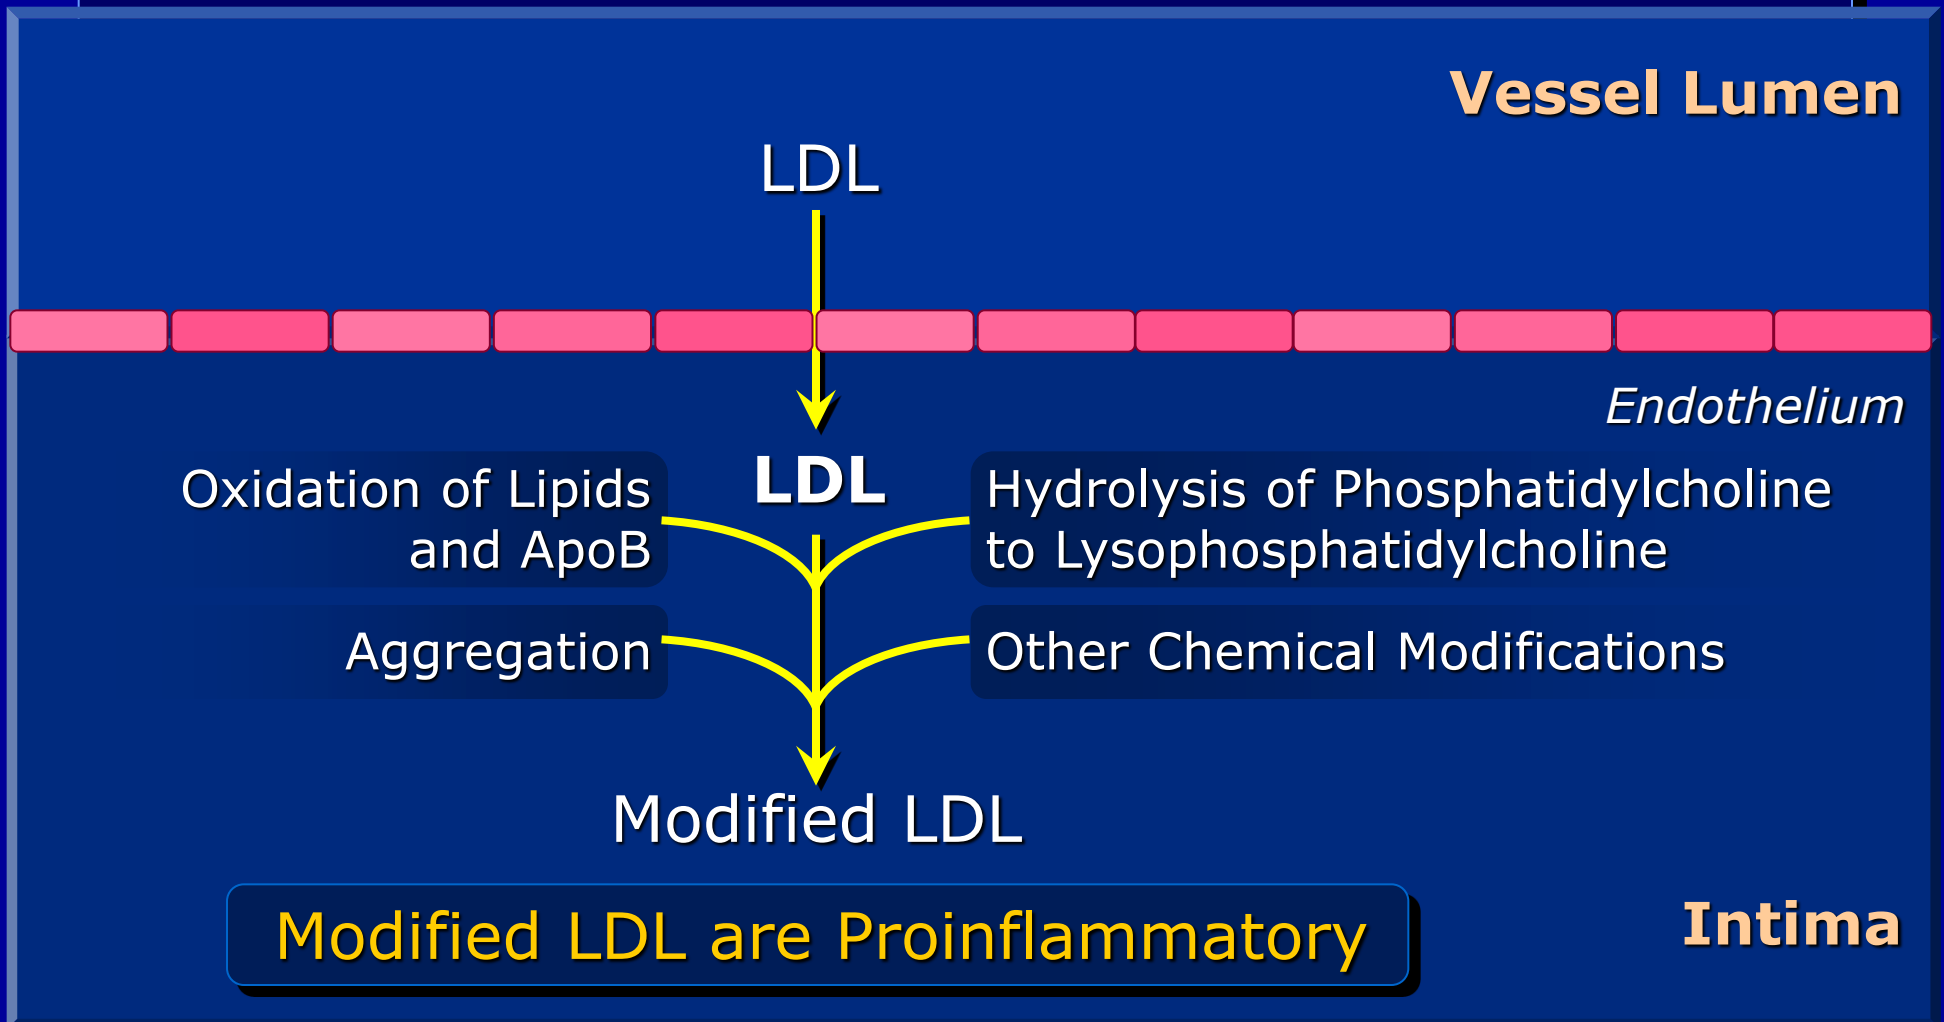 Vessel Lumen
LDL
Endothelium
LDL
Oxidation of Lipids
and ApoB
Hydrolysis of Phosphatidylcholine
to Lysophosphatidylcholine
Aggregation
Other Chemical Modifications
Modified LDL
Modified LDL are Proinflammatory
Intima